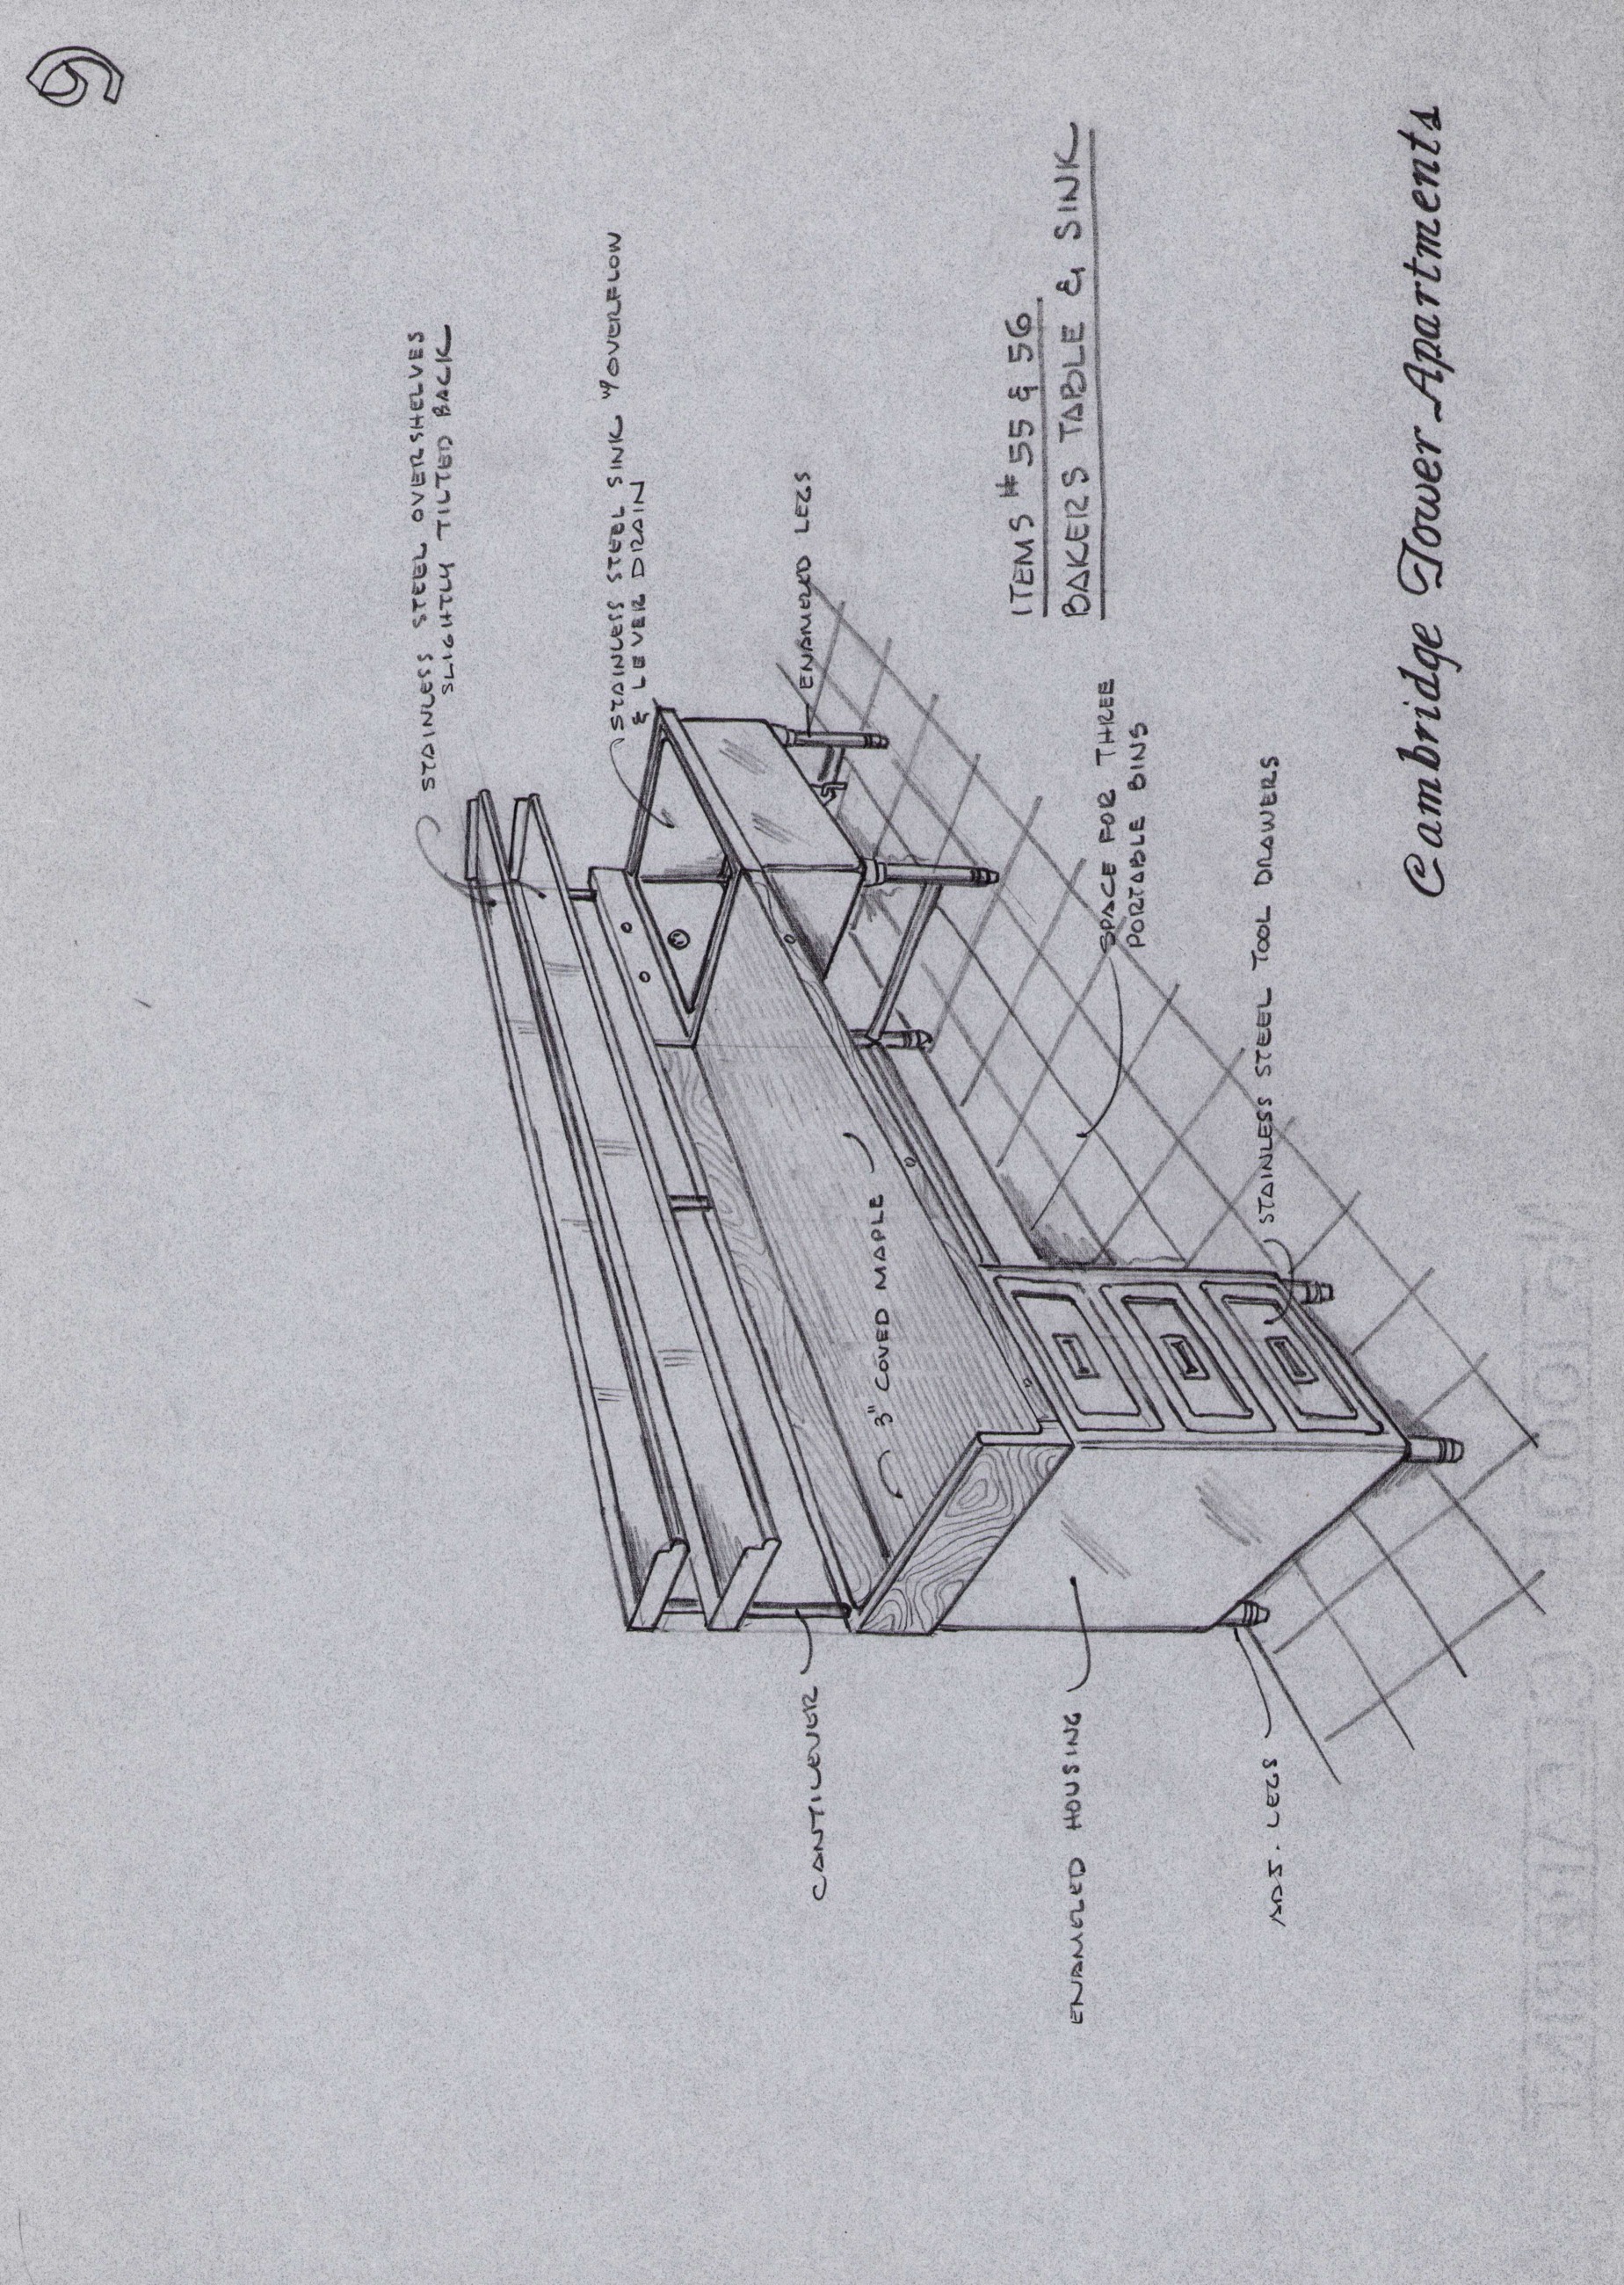 9
STAINLESS STEEL OVERSHELVES
SLIGHTLY TILTED BACK
STAINLESS STEEL SINK W/OVERFLOW
& LEVER DRAIN
ENAMELED LEGS
ITEMS # 55 & 56
BAKERS TABLE & SINK
3" COVED MAPLE
SPACE FOR THREE
PORTABLE BINS
STAINLESS STEEL TOOL DRAWERS
CANTILEVER
ENAMELED HOUSING
ADJ. LEGS
Cambridge Tower Apartments